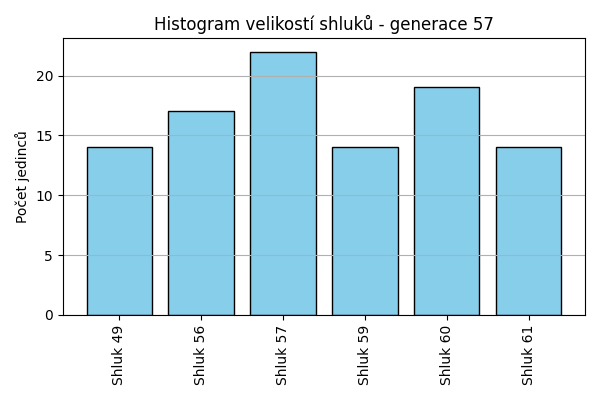 Histogram velikostí shluků - generace 57
Počet jedinců
20
15
10
5
0
Shluk 49
Shluk 56
Shluk 57
Shluk 59
Shluk 60
Shluk 61